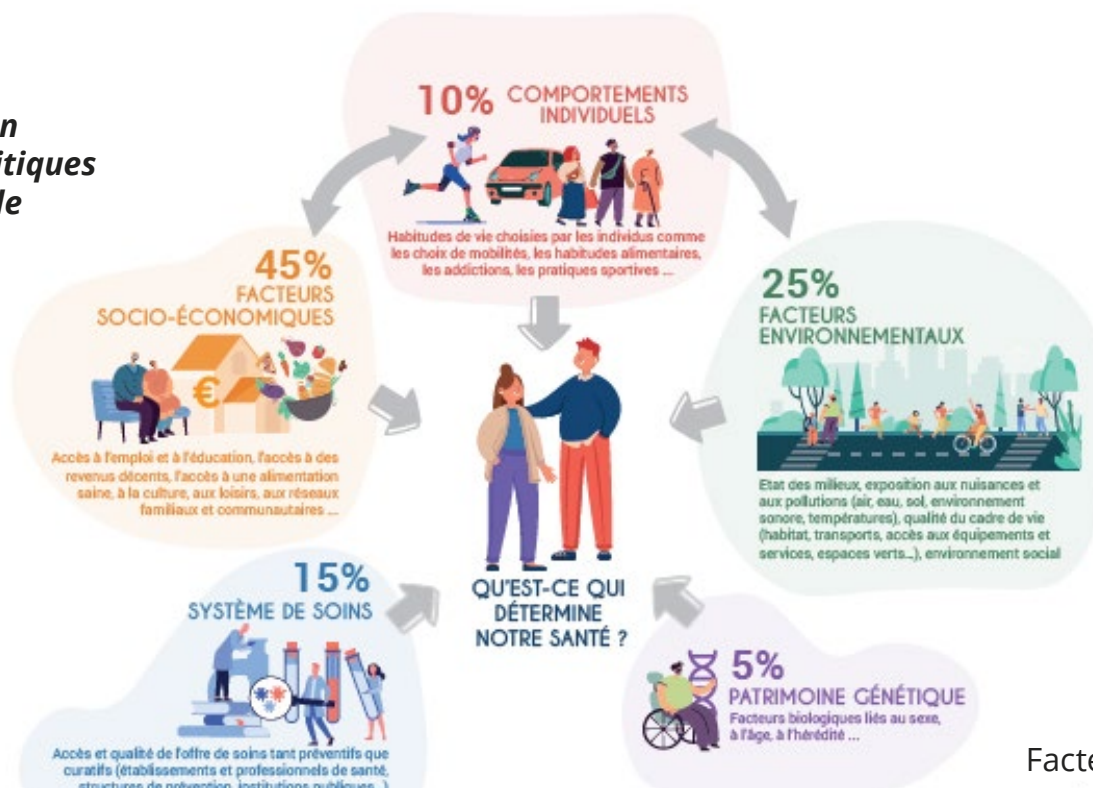 n
itiques
le
10% COMPORTEMENTS
INDIVIDUELS
Habitudes de vie choisies par les individus comme
les choix de mobilités, les habitudes alimentaires,
les addictions, les pratiques sportives ...
45%
FACTEURS
SOCIO-ÉCONOMIQUES
€
Accès à l'emploi et à l'éducation, l'accès à des
revenus décents, l'accès à une alimentation
saine, à la culture, aux loisirs, aux réseaux
familiaux et communautaires ...
25%
FACTEURS
ENVIRONNEMENTAUX
Etat des milieux, exposition aux nuisances et
aux pollutions (air, eau, sol, environnement
sonore, températures), qualité du cadre de vie
(habitat, transports, accès aux équipements et
services, espaces verts...), environnement social
QU'EST-CE QUI
DÉTERMINE
NOTRE SANTÉ ?
15%
SYSTÈME DE SOINS
Accès et qualité de l'offre de soins tant préventifs que
curatifs (établissements et professionnels de santé,
structures de prévention, institutions publiques...)
5%
PATRIMOINE GÉNÉTIQUE
Facteurs biologiques liés au sexe,
à l'âge, à l'hérédité ...
Facte